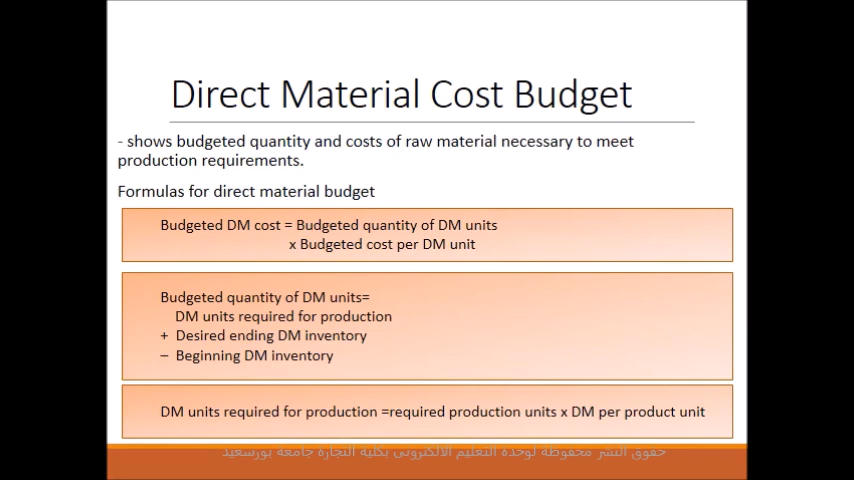 Direct Material Cost Budget
- shows budgeted quantity and costs of raw material necessary to meet
production requirements.
Formulas for direct material budget
Budgeted DM cost = Budgeted quantity of DM units
x Budgeted cost per DM unit
Budgeted quantity of DM units=
DM units required for production
+ Desired ending DM inventory
– Beginning DM inventory
DM units required for production =required production units x DM per product unit
حقوق النشر محفوظة لوحدة التعليم الالكترونى بكلية التجارة جامعة بورسعيد